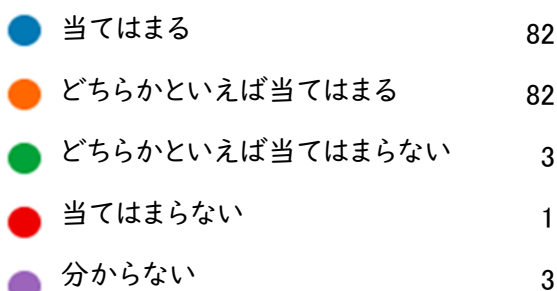 当てはまる 82
どちらかといえば当てはまる 82
どちらかといえば当てはまらない 3
当てはまらない 1
分からない 3